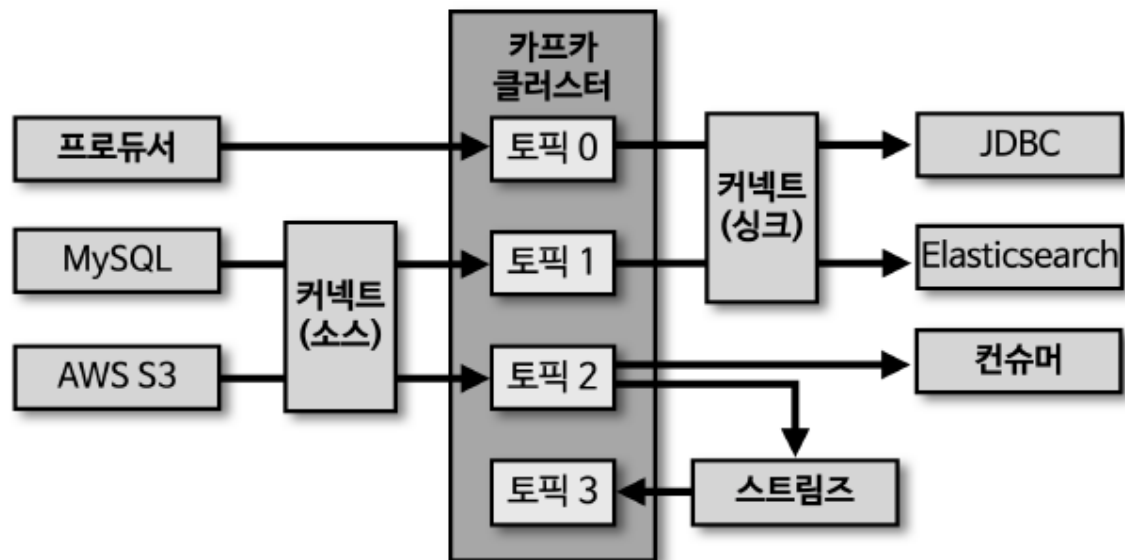 카프카
클러스터
프로듀서
토픽 0
커넥트
(싱크)
JDBC
MySQL
커넥트
(소스)
토픽 1
Elasticsearch
AWS S3
토픽 2
컨슈머
토픽 3
스트림즈